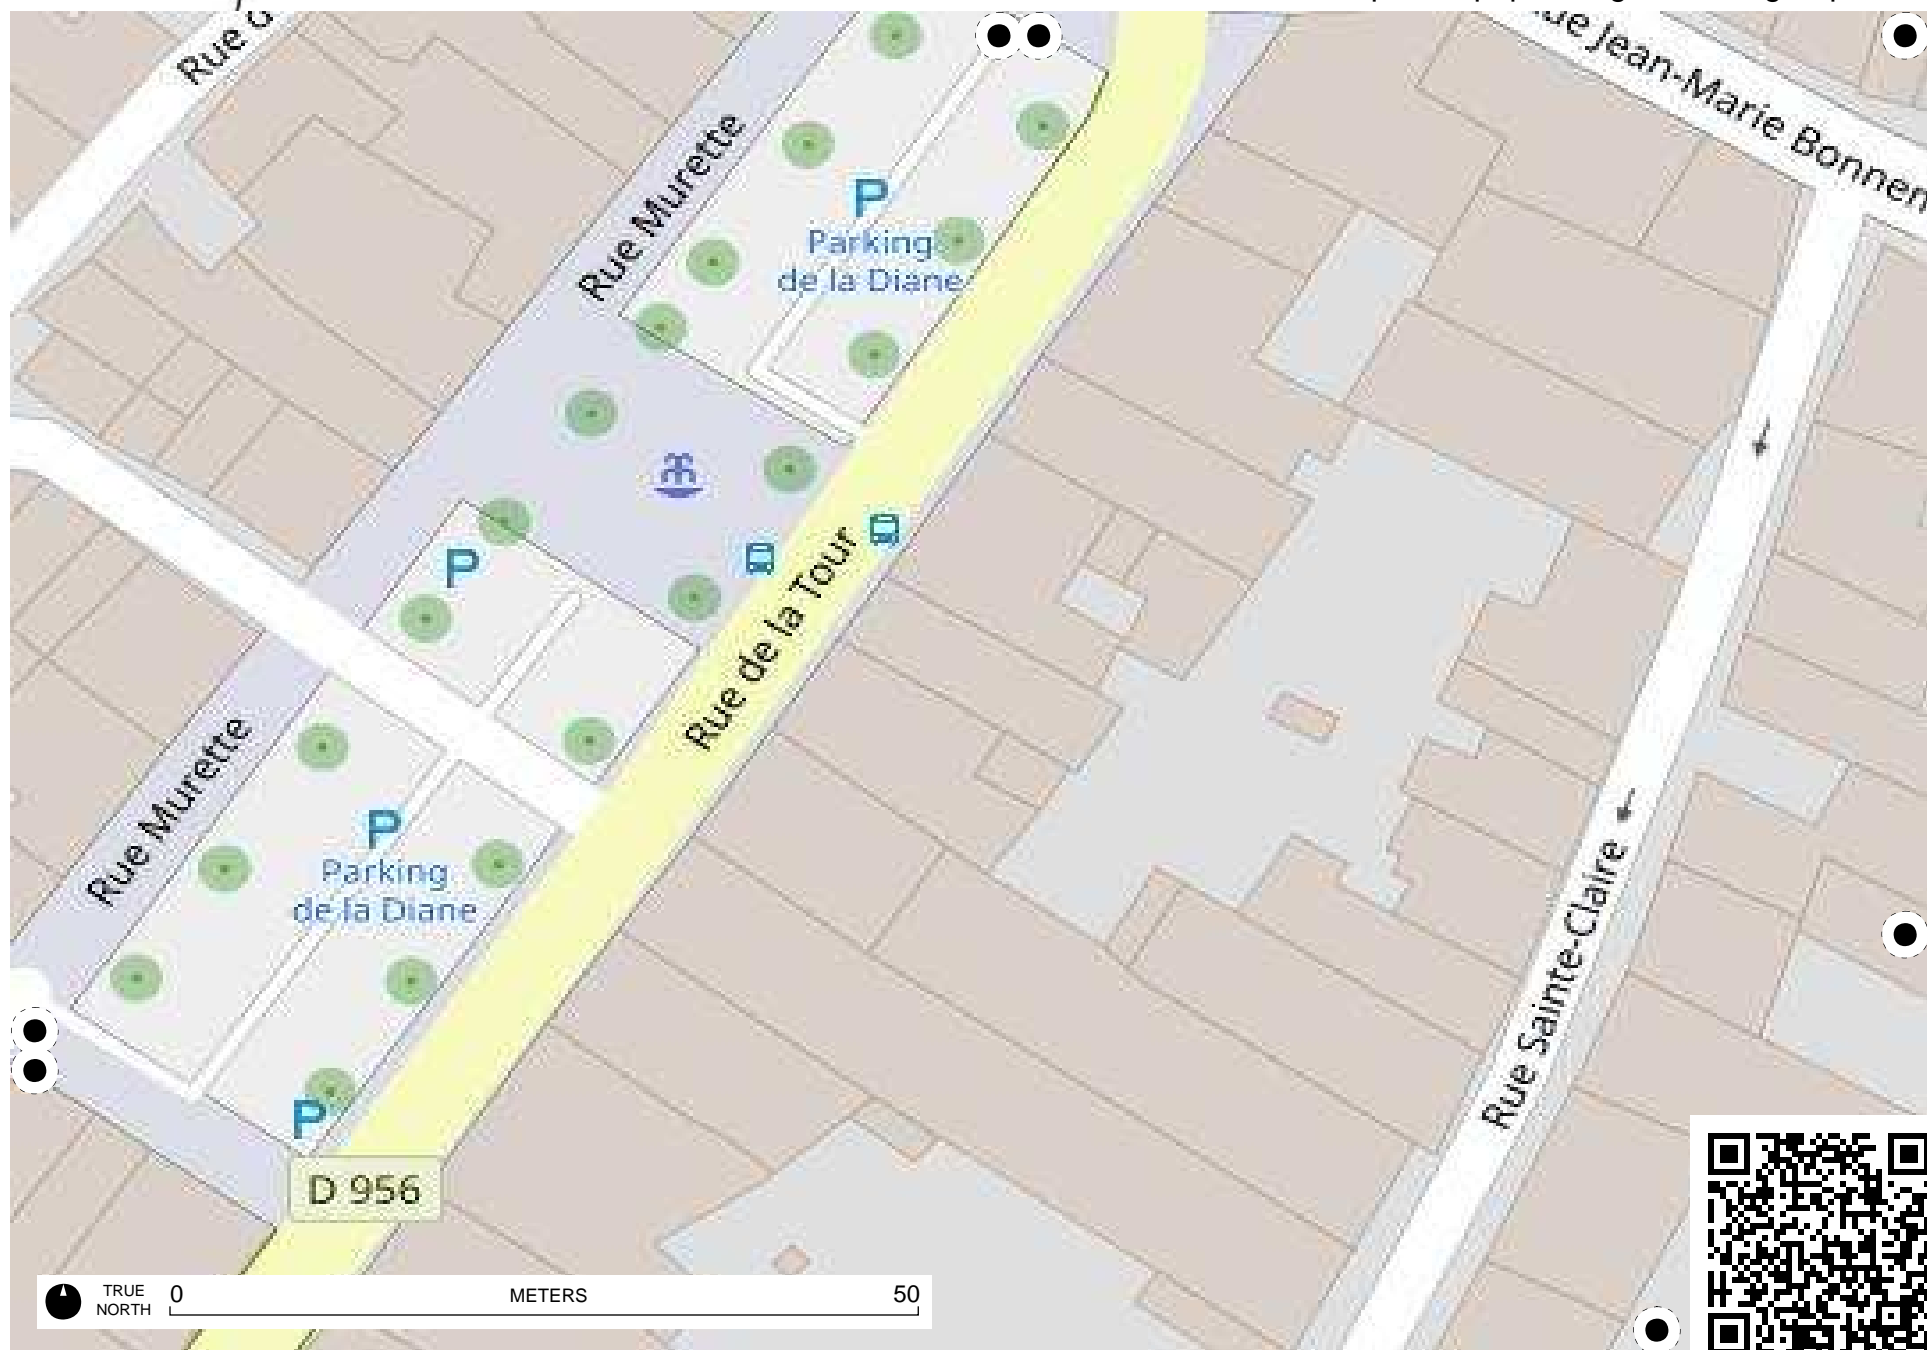 Rue G
Rue Jean-Marie Bonnen
Rue Murette
P
Parking
de la Diane
P
Rue de la Tour
Rue Murette
P
Parking
de la Diane
Rue Sainte-Claire
P
D 956
TRUE
NORTH
0 METERS 50